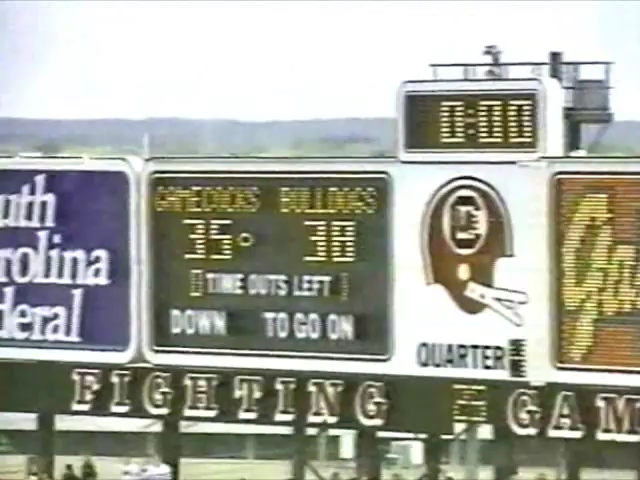 0:00
uth
rolina
deral
GAMECOCKS BULLDOGS
35 38
TIME OUTS LEFT
DOWN TO GO ON
QUARTER
Ga
FIGHTING GAM